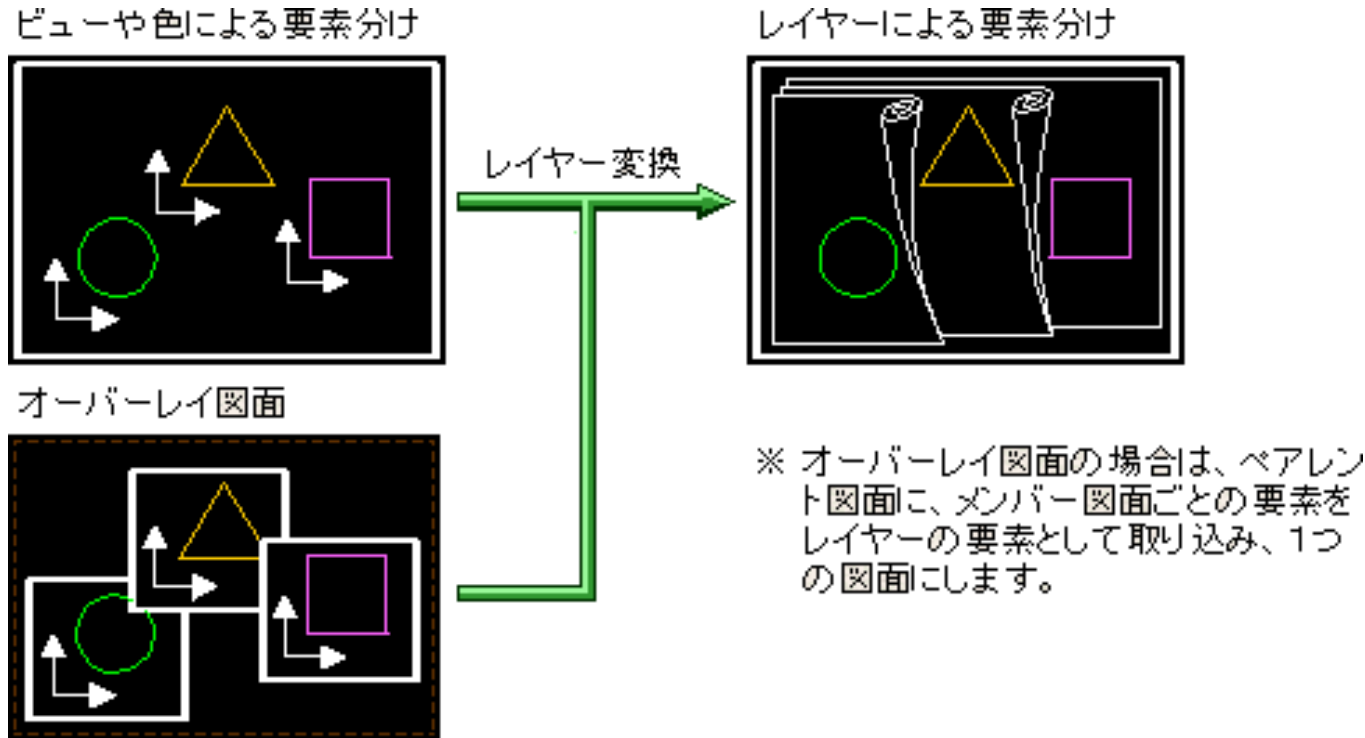 ビューや色による要素分け
レイヤーによる要素分け
レイヤー変換
オーバーレイ図面
※ オーバーレイ図面の場合は、ペアレン
ト図面に、メンバー図面ごとの要素を
レイヤーの要素として取り込み、1つ
の図面にします。